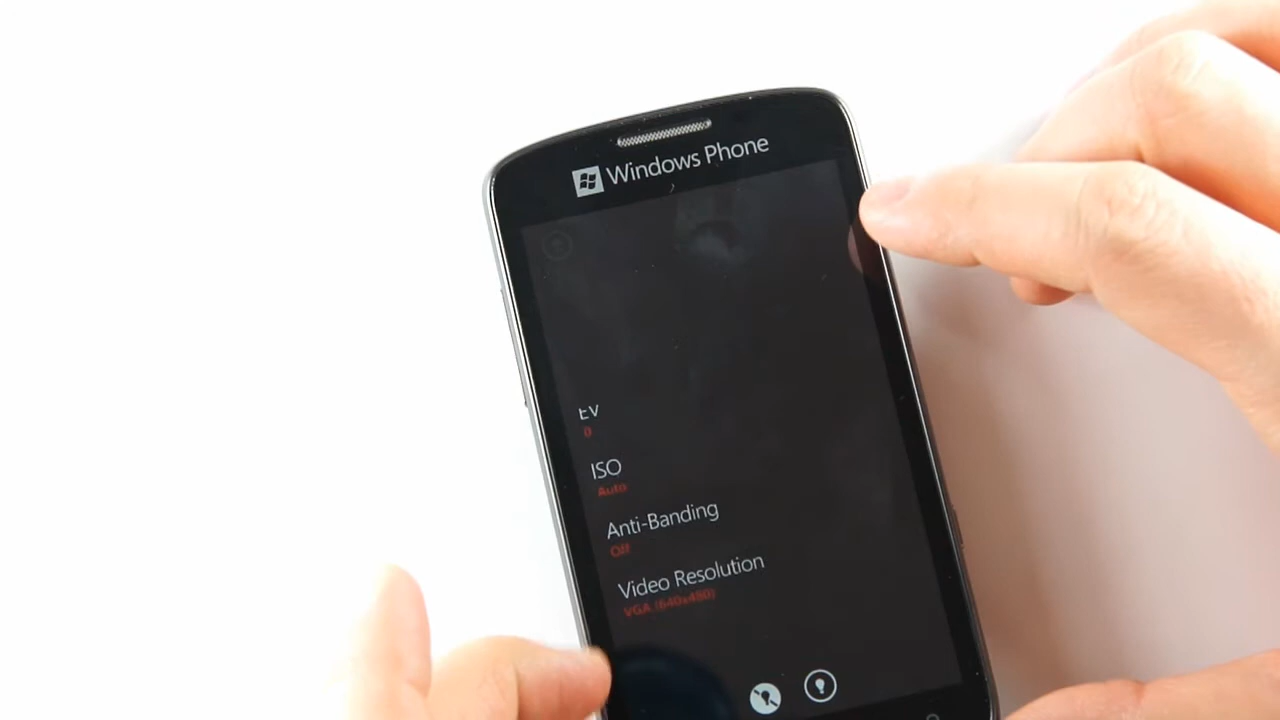 Windows Phone
EV
0
ISO
Auto
Anti-Banding
Off
Video Resolution
VGA (640x480)